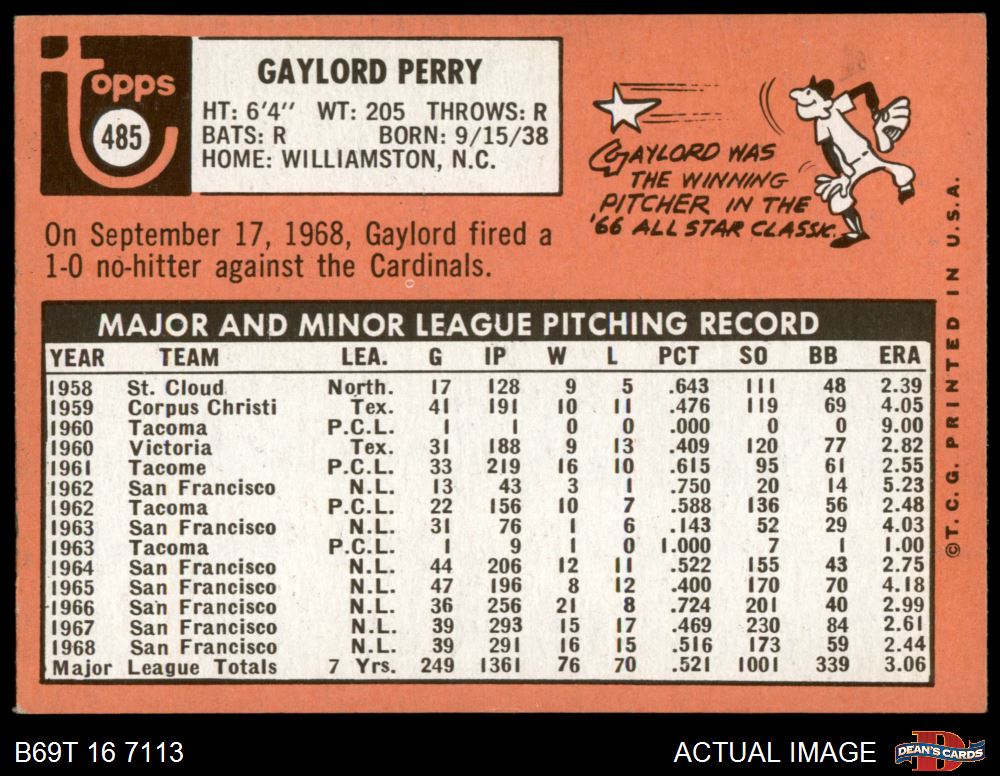 Topps
485
GAYLORD PERRY
HT: 6'4" WT: 205 THROWS: R
BATS: R BORN: 9/15/38
HOME: WILLIAMSTON, N.C.
GAYLORD WAS
THE WINNING
PITCHER IN THE
'66 ALL STAR CLASSIC.
On September 17, 1968, Gaylord fired a
1-0 no-hitter against the Cardinals.
MAJOR AND MINOR LEAGUE PITCHING RECORD
YEAR TEAM LEA. G IP W L PCT SO BB ERA
1958 St. Cloud North. 17 128 9 5 .643 111 48 2.39
1959 Corpus Christi Tex. 41 191 10 11 .476 119 69 4.05
1960 Tacoma P.C.L. 1 1 0 0 .000 0 0 9.00
1960 Victoria Tex. 31 188 9 13 .409 120 77 2.82
1961 Tacome P.C.L. 33 219 16 10 .615 95 61 2.55
1962 San Francisco N.L. 13 43 3 1 .750 20 14 5.23
1962 Tacoma P.C.L. 22 156 10 7 .588 136 56 2.48
1963 San Francisco N.L. 31 76 1 6 .143 52 29 4.03
1963 Tacoma P.C.L. 1 9 1 0 1.000 7 1 1.00
1964 San Francisco N.L. 44 206 12 11 .522 155 43 2.75
1965 San Francisco N.L. 47 196 8 12 .400 170 70 4.18
1966 San Francisco N.L. 36 256 21 8 .724 201 40 2.99
1967 San Francisco N.L. 39 293 15 17 .469 230 84 2.61
1968 San Francisco N.L. 39 291 16 15 .516 173 59 2.44
Major League Totals 7 Yrs. 249 1361 76 70 .521 1001 339 3.06
©T.C.G. PRINTED IN U.S.A.
B69T 16 7113
ACTUAL IMAGE
DEAN'S CARDS